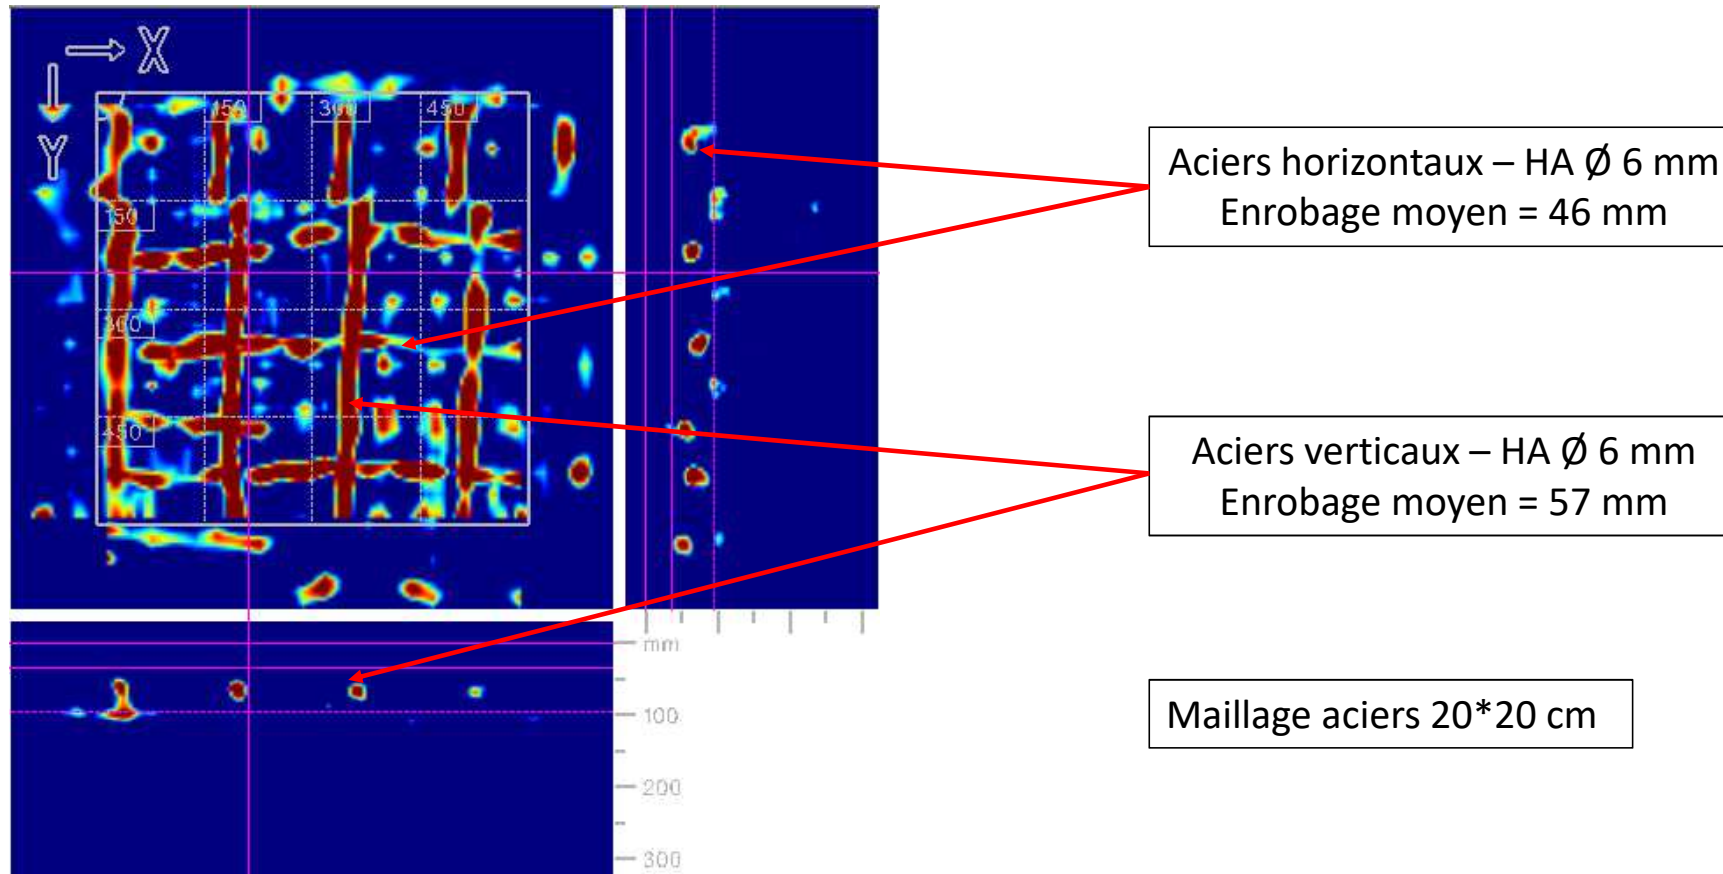 X
Y
150
300
450
150
300
450
mm
100
200
300
Aciers horizontaux – HA Ø 6 mm
Enrobage moyen = 46 mm
Aciers verticaux – HA Ø 6 mm
Enrobage moyen = 57 mm
Maillage aciers 20*20 cm